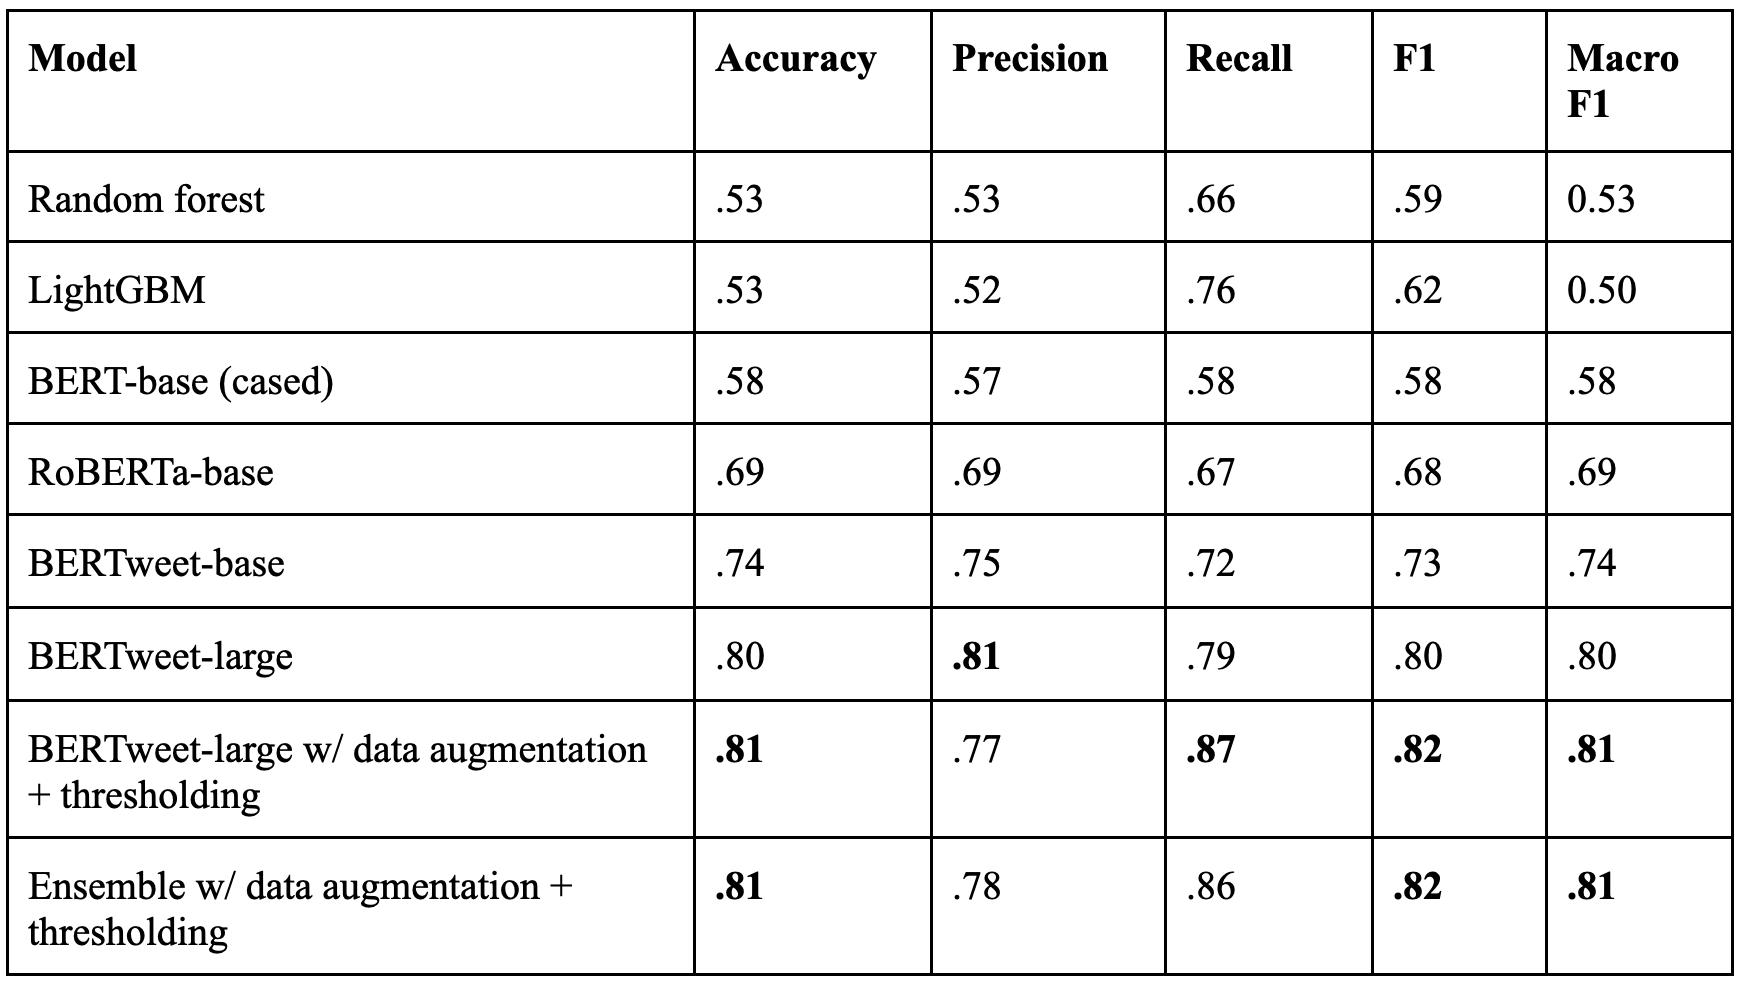 Model Accuracy Precision Recall F1 Macro F1
Random forest .53 .53 .66 .59 0.53
LightGBM .53 .52 .76 .62 0.50
BERT-base (cased) .58 .57 .58 .58 .58
RoBERTa-base .69 .69 .67 .68 .69
BERTweet-base .74 .75 .72 .73 .74
BERTweet-large .80 .81 .79 .80 .80
BERTweet-large w/ data augmentation .81 .77 .87 .82 .81
+ thresholding
Ensemble w/ data augmentation + .81 .78 .86 .82 .81
thresholding